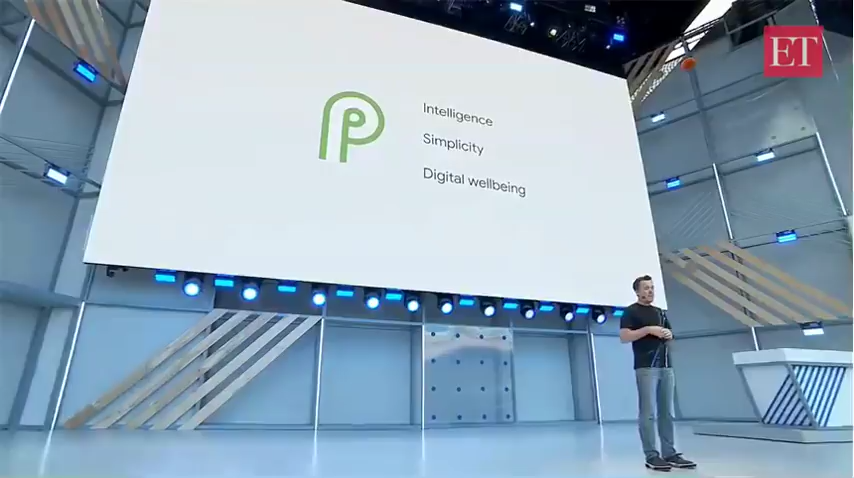 ET
P
Intelligence
Simplicity
Digital wellbeing